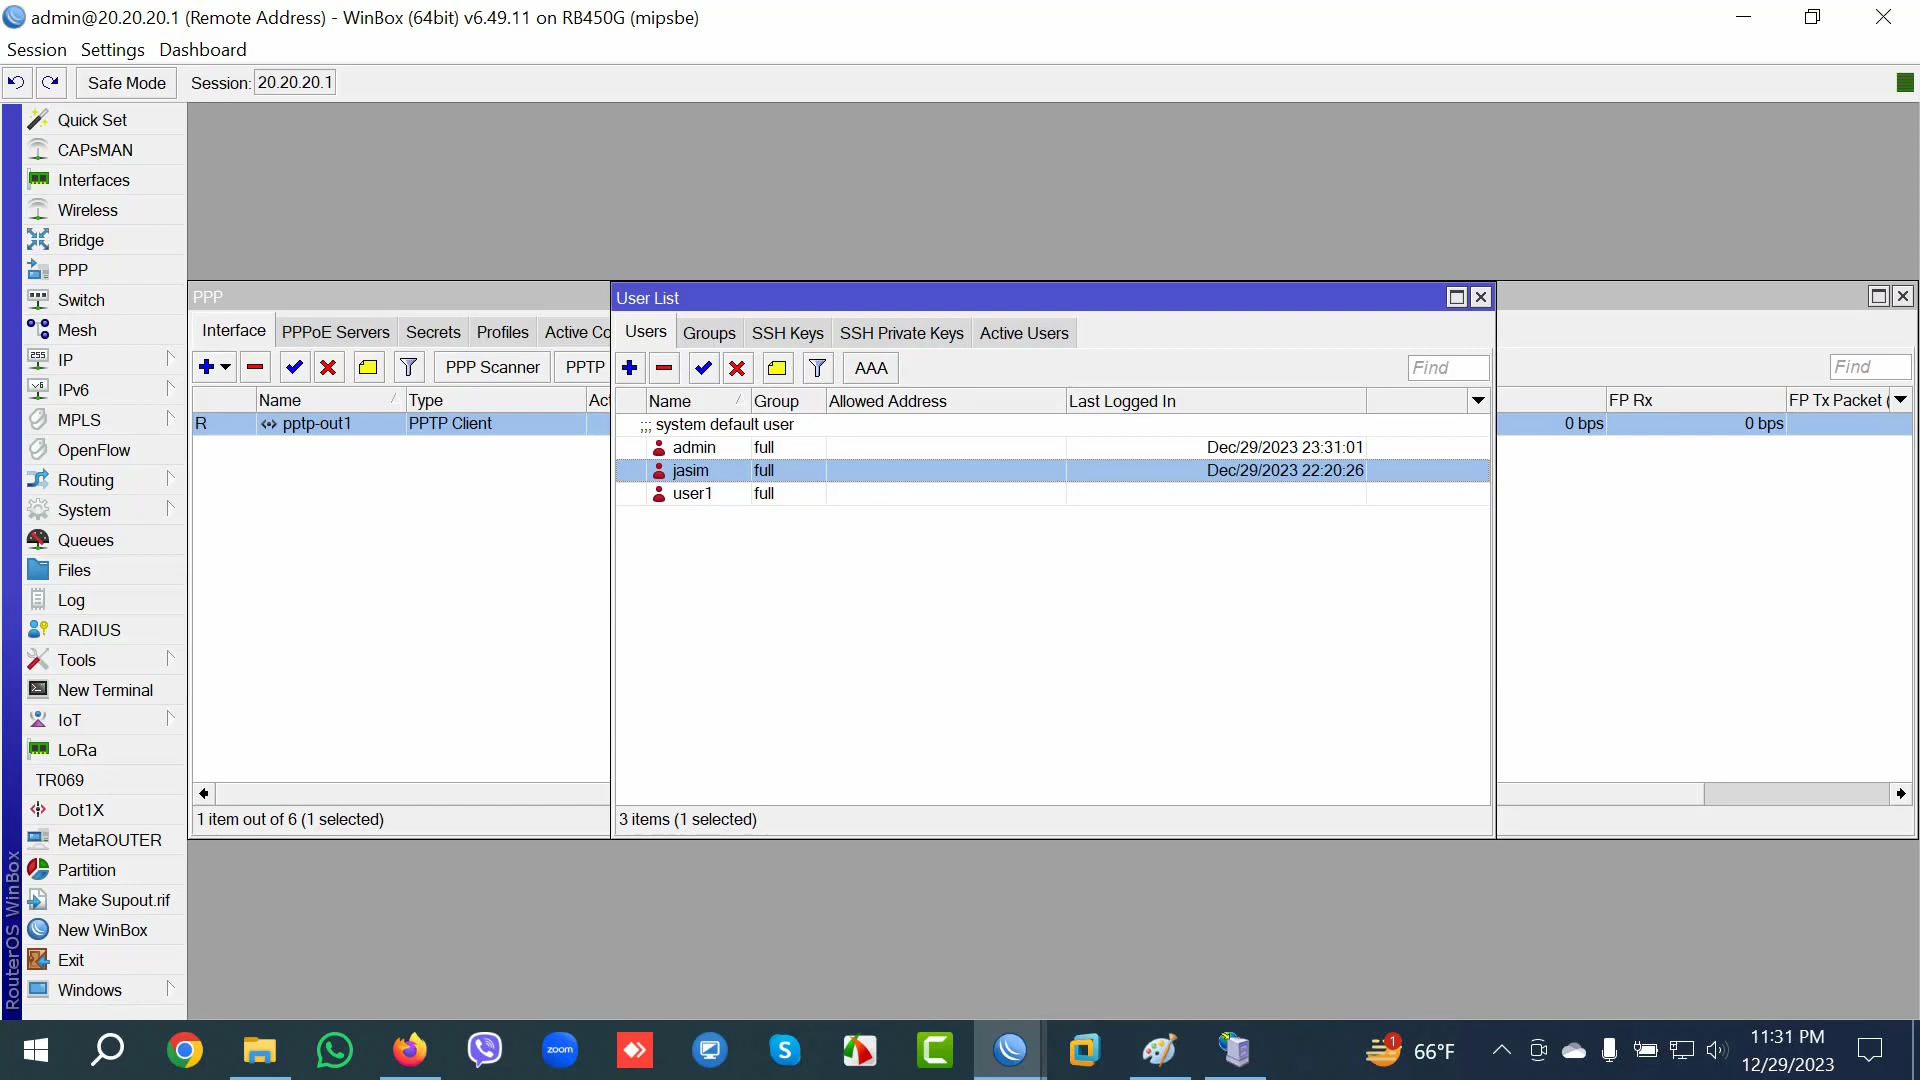 admin@20.20.20.1 (Remote Address) - WinBox (64bit) v6.49.11 on RB450G (mipsbe)
Session Settings Dashboard
Safe Mode Session: 20.20.20.1
Quick Set
CAPsMAN
Interfaces
Wireless
Bridge
PPP
Switch
Mesh
IP
IPv6
MPLS
OpenFlow
Routing
System
Queues
Files
Log
RADIUS
Tools
New Terminal
IoT
LoRa
TR069
Dot1X
MetaROUTER
Partition
Make Supout.rif
New WinBox
Exit
Windows
RouterOS WinBox
PPP
Interface PPPoE Servers Secrets Profiles Active Co
PPP Scanner PPTP
Name Type Act
R pptp-out1 PPTP Client
1 item out of 6 (1 selected)
User List
Users Groups SSH Keys SSH Private Keys Active Users
AAA Find
Name Group Allowed Address Last Logged In
;;; system default user
admin full Dec/29/2023 23:31:01
jasim full Dec/29/2023 22:20:26
user1 full
3 items (1 selected)
Find
FP Rx FP Tx Packet (
0 bps 0 bps
zoom
1 66°F
11:31 PM
12/29/2023